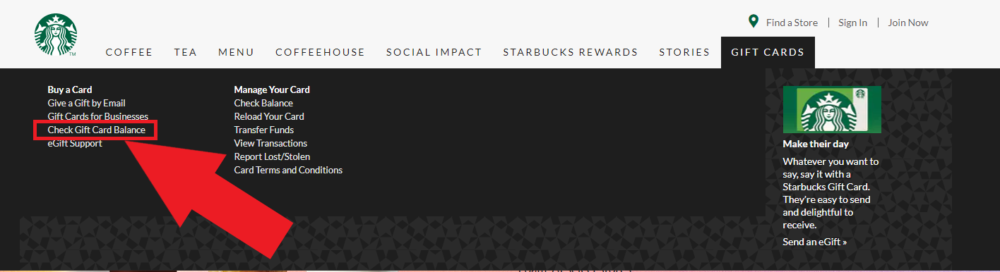 Find a Store | Sign In | Join Now
TM
COFFEE TEA MENU COFFEEHOUSE SOCIAL IMPACT STARBUCKS REWARDS STORIES GIFT CARDS
Buy a Card
Give a Gift by Email
Gift Cards for Businesses
Check Gift Card Balance
eGift Support
Manage Your Card
Check Balance
Reload Your Card
Transfer Funds
View Transactions
Report Lost/Stolen
Card Terms and Conditions
Make their day
Whatever you want to
say, say it with a
Starbucks Gift Card.
They're easy to send
and delightful to
receive.
Send an eGift »